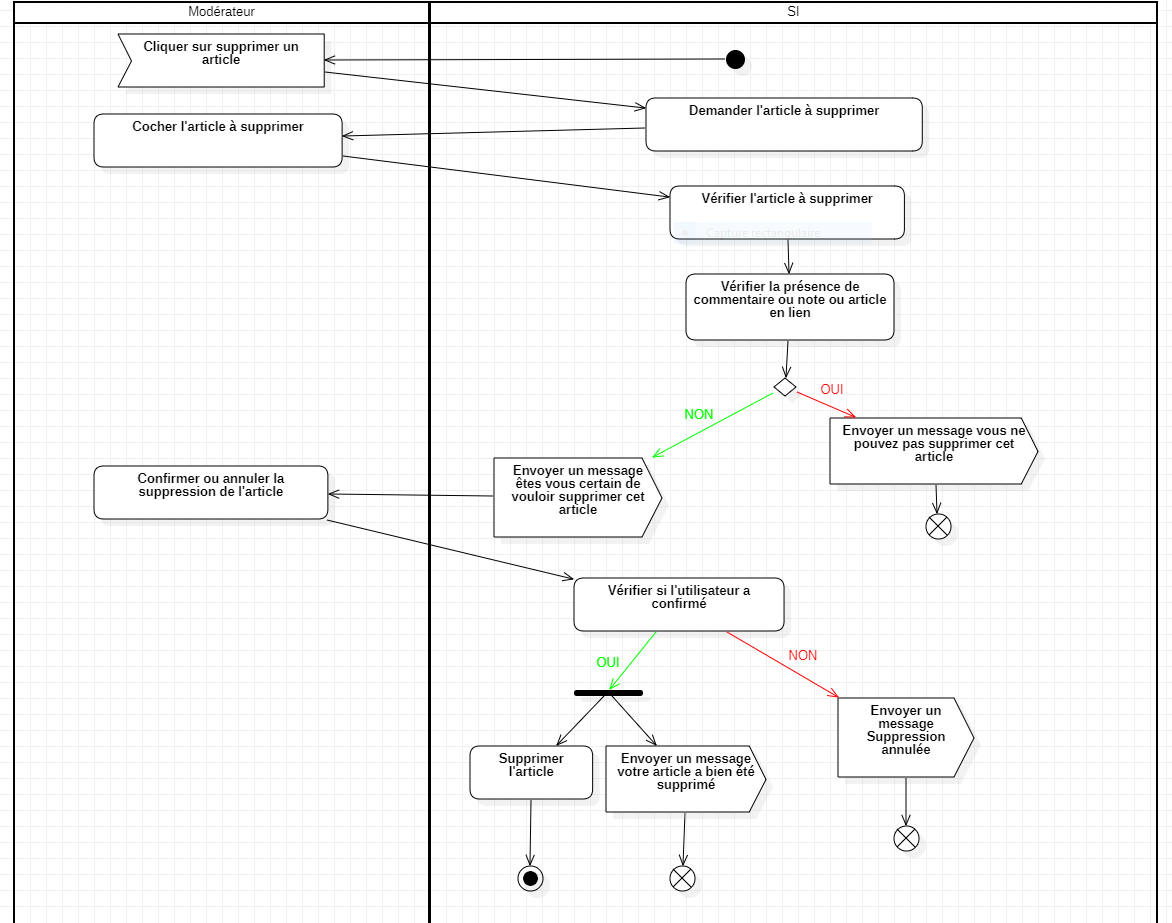 Modérateur
SI
Cliquer sur supprimer un
article
Demander l'article à supprimer
Cocher l'article à supprimer
Vérifier l'article à supprimer
Capture rectangulaire
Vérifier la présence de
commentaire ou note ou article
en lien
OUI
NON
Envoyer un message vous ne
pouvez pas supprimer cet
article
Envoyer un message
êtes vous certain de
vouloir supprimer cet
article
Confirmer ou annuler la
suppression de l'article
Vérifier si l'utilisateur a
confirmé
OUI
NON
Envoyer un
message
Suppression
annulée
Supprimer
l'article
Envoyer un message
votre article a bien été
supprimé